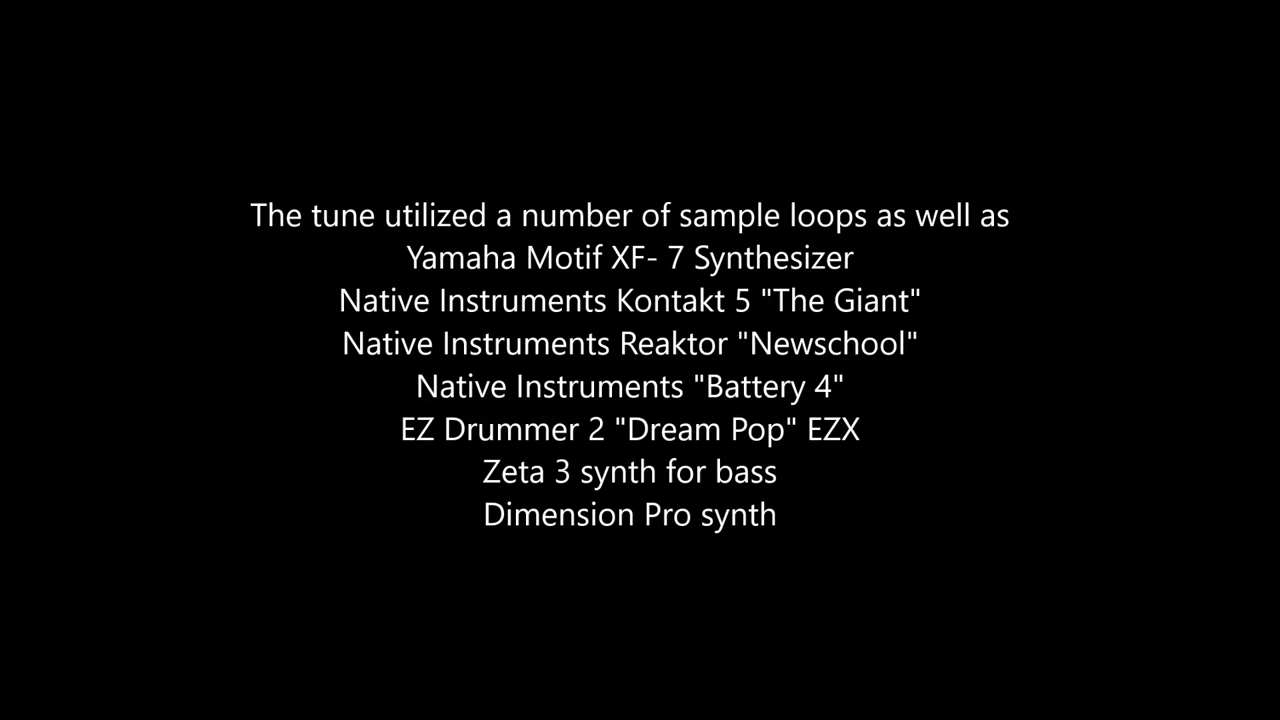 The tune utilized a number of sample loops as well as
Yamaha Motif XF- 7 Synthesizer
Native Instruments Kontakt 5 "The Giant"
Native Instruments Reaktor "Newschool"
Native Instruments "Battery 4"
EZ Drummer 2 "Dream Pop" EZX
Zeta 3 synth for bass
Dimension Pro synth